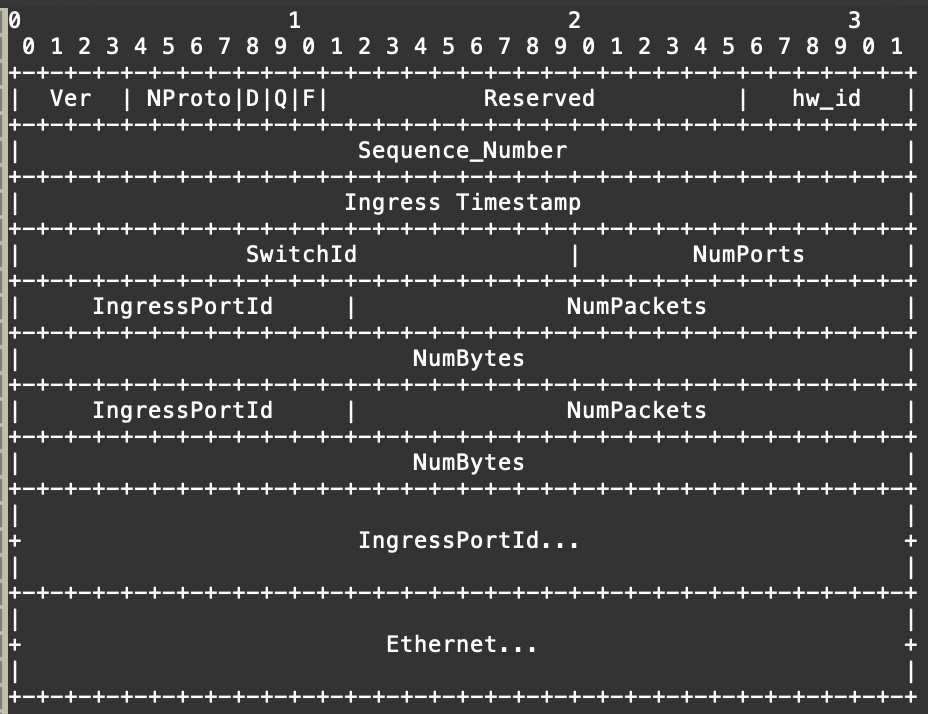 0                   1                   2                   3
 0 1 2 3 4 5 6 7 8 9 0 1 2 3 4 5 6 7 8 9 0 1 2 3 4 5 6 7 8 9 0 1
+-+-+-+-+-+-+-+-+-+-+-+-+-+-+-+-+-+-+-+-+-+-+-+-+-+-+-+-+-+-+-+-+
|  Ver  | NProto|D|Q|F|           Reserved          |   hw_id   |
+-+-+-+-+-+-+-+-+-+-+-+-+-+-+-+-+-+-+-+-+-+-+-+-+-+-+-+-+-+-+-+-+
|                        Sequence_Number                        |
+-+-+-+-+-+-+-+-+-+-+-+-+-+-+-+-+-+-+-+-+-+-+-+-+-+-+-+-+-+-+-+-+
|                       Ingress Timestamp                       |
+-+-+-+-+-+-+-+-+-+-+-+-+-+-+-+-+-+-+-+-+-+-+-+-+-+-+-+-+-+-+-+-+
|                SwitchId               |        NumPorts       |
+-+-+-+-+-+-+-+-+-+-+-+-+-+-+-+-+-+-+-+-+-+-+-+-+-+-+-+-+-+-+-+-+
|     IngressPortId     |               NumPackets              |
+-+-+-+-+-+-+-+-+-+-+-+-+-+-+-+-+-+-+-+-+-+-+-+-+-+-+-+-+-+-+-+-+
|                            NumBytes                           |
+-+-+-+-+-+-+-+-+-+-+-+-+-+-+-+-+-+-+-+-+-+-+-+-+-+-+-+-+-+-+-+-+
|     IngressPortId     |               NumPackets              |
+-+-+-+-+-+-+-+-+-+-+-+-+-+-+-+-+-+-+-+-+-+-+-+-+-+-+-+-+-+-+-+-+
|                            NumBytes                           |
+-+-+-+-+-+-+-+-+-+-+-+-+-+-+-+-+-+-+-+-+-+-+-+-+-+-+-+-+-+-+-+-+
|                                                               |
+                        IngressPortId...                       +
|                                                               |
+-+-+-+-+-+-+-+-+-+-+-+-+-+-+-+-+-+-+-+-+-+-+-+-+-+-+-+-+-+-+-+-+
|                                                               |
+                          Ethernet...                          +
|                                                               |
+-+-+-+-+-+-+-+-+-+-+-+-+-+-+-+-+-+-+-+-+-+-+-+-+-+-+-+-+-+-+-+-+